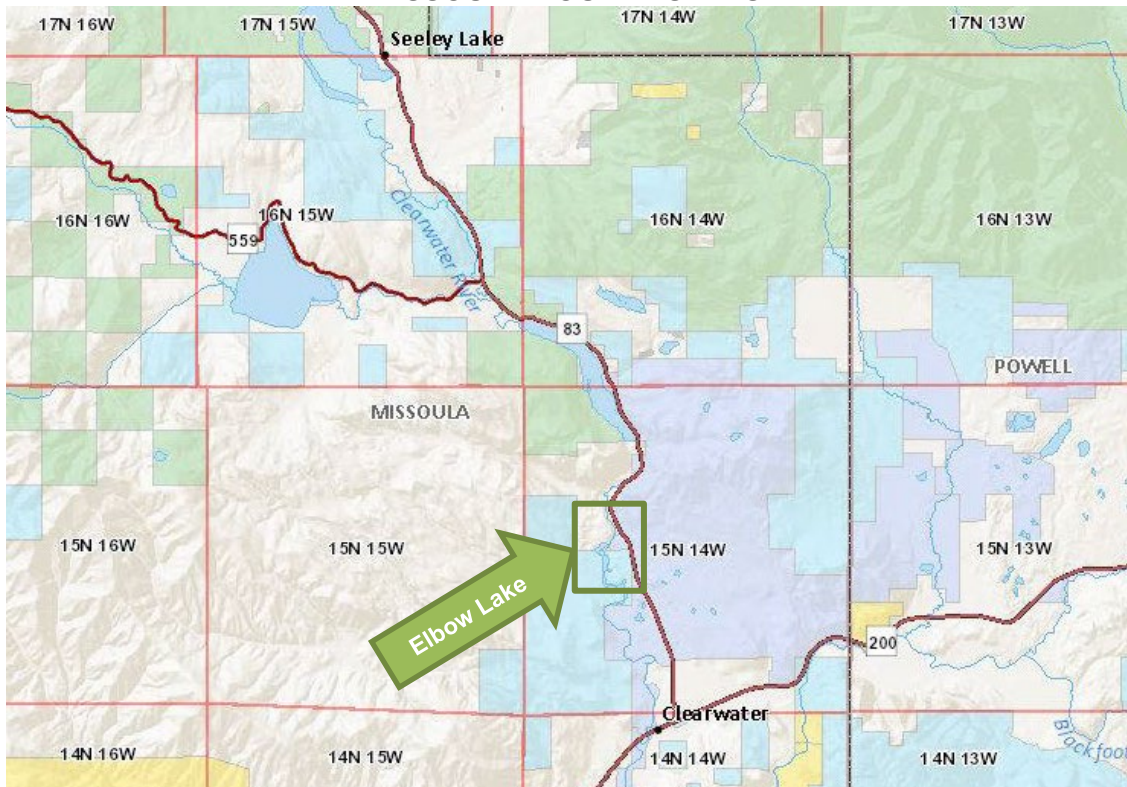 17N 16W
17N 15W
17N 14W
17N 13W
Seeley Lake
Clearwater River
16N 16W
559
16N 15W
16N 14W
16N 13W
83
POWELL
MISSOULA
15N 16W
15N 15W
15N 14W
15N 13W
Elbow Lake
200
Clearwater
14N 16W
14N 15W
14N 14W
14N 13W
Blackfoot